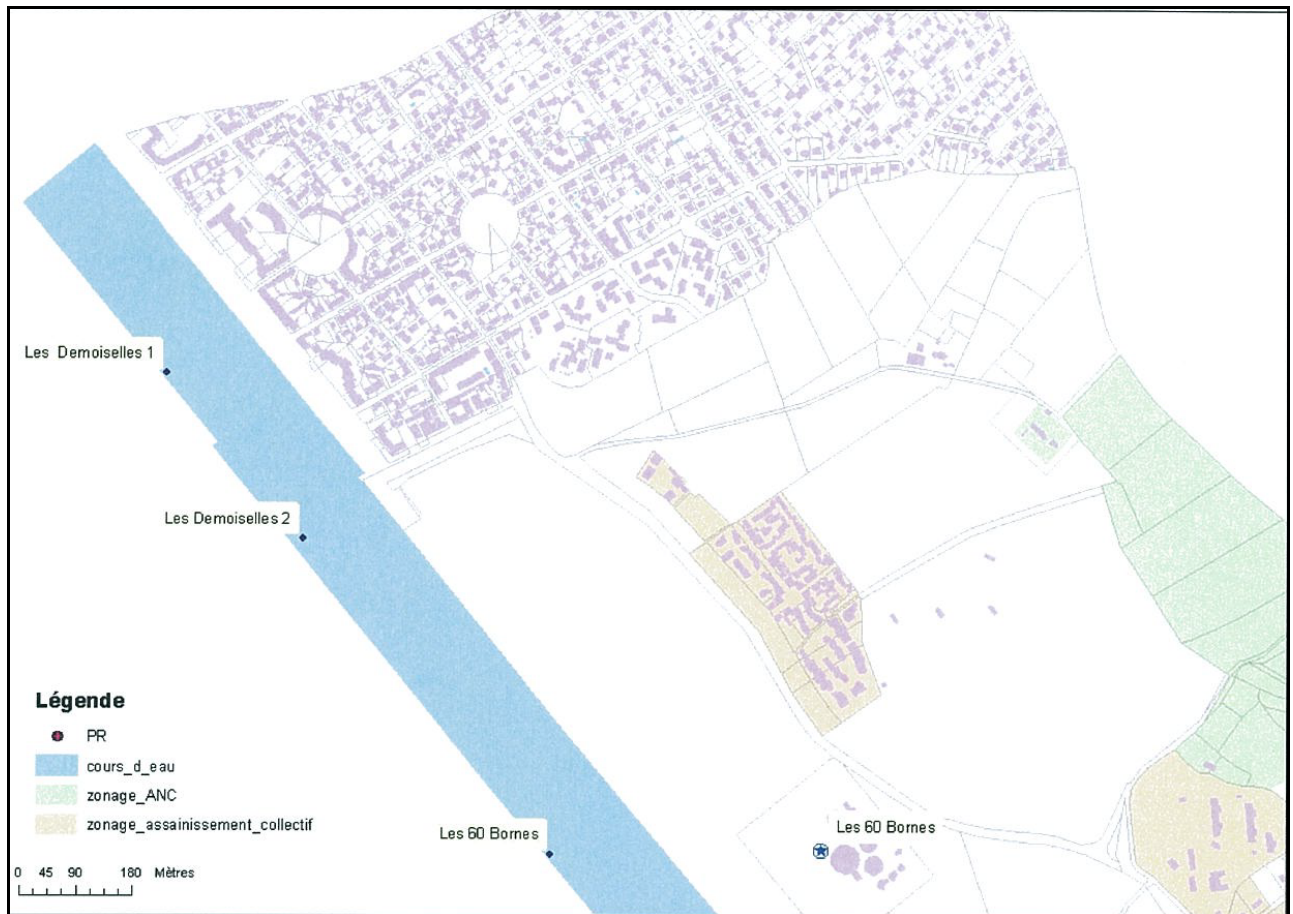 Les Demoiselles 1
Les Demoiselles 2
Légende
PR
cours_d_eau
zonage_ANC
zonage_assainissement_collectif
Les 60 Bornes
Les 60 Bornes
0 45 90 180 Mètres